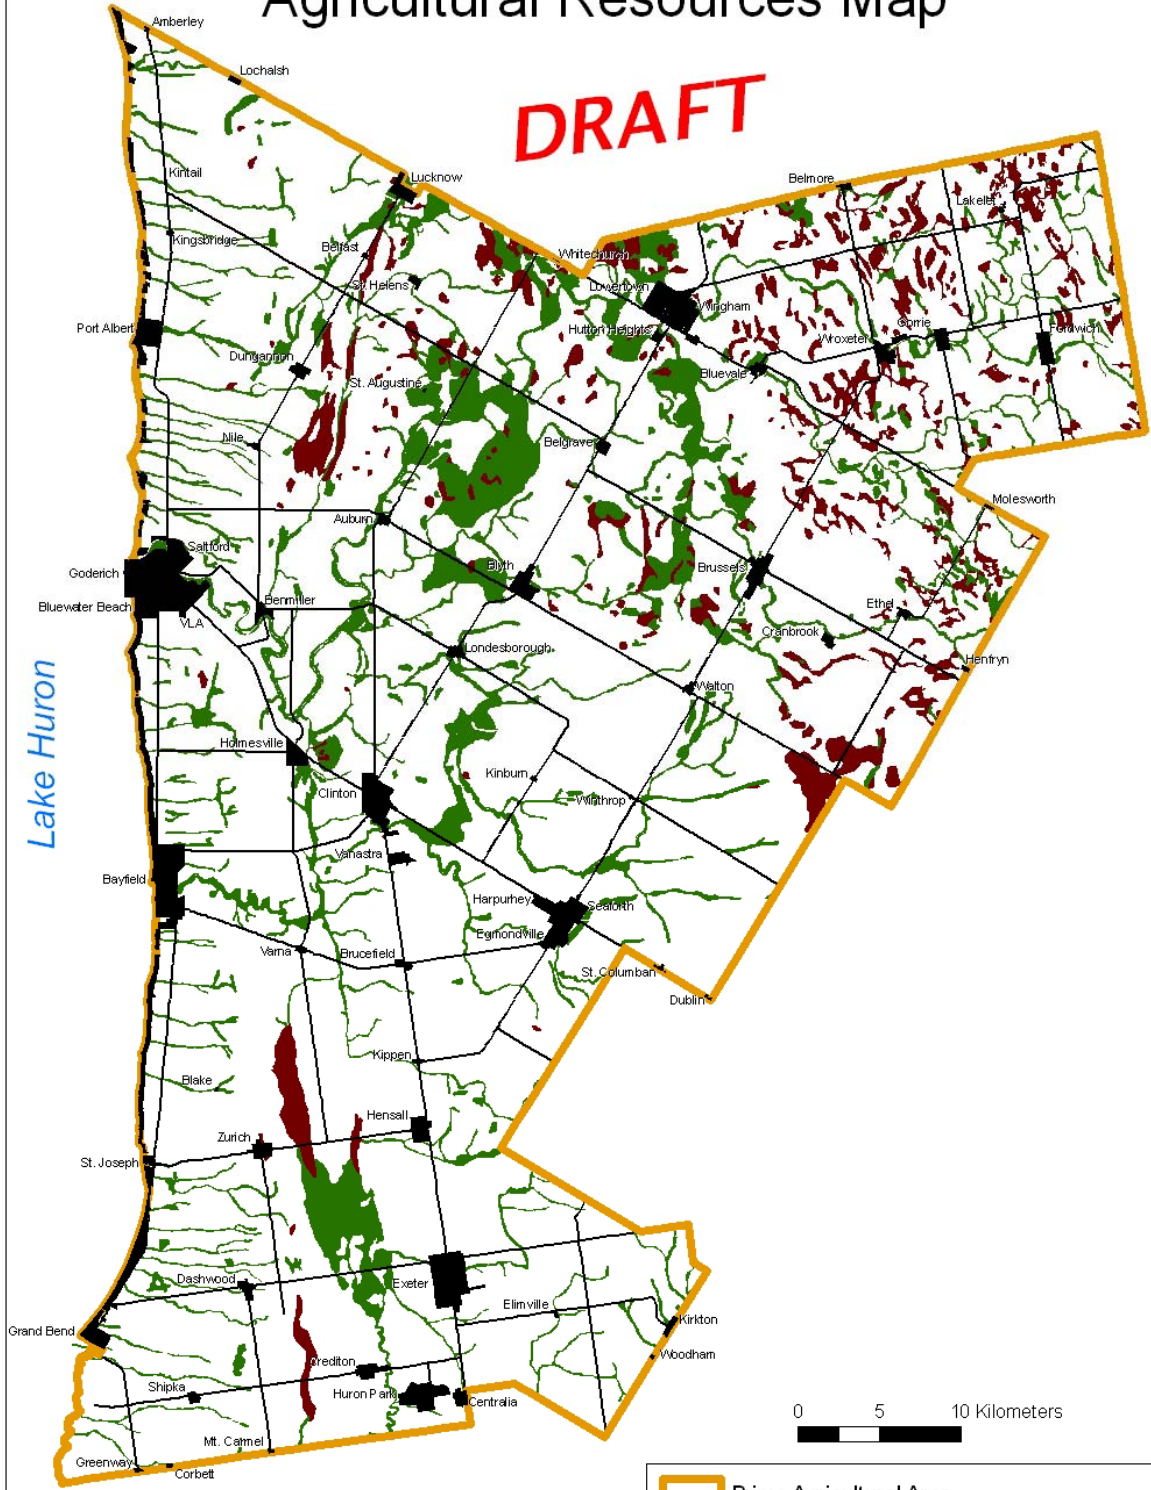 Agricultural Resources Map
DRAFT
Amberley
Lochalsh
Kintail
Lucknow
Belmore
Lakelet
Kingsbridge
Belfast
Whitechurch
St. Helens
Lowertown
Wingham
Port Albert
Hutton Heights
Gorrie
Fordwich
Wroxeter
Dungannon
Bluevale
St. Augustine
Nile
Belgrave
Molesworth
Auburn
Saltford
Goderich
Blyth
Brussels
Bluewater Beach
Benmiller
Ethel
VLA
Cranbrook
Londesborough
Henfryn
Walton
Lake Huron
Holmesville
Kinburn
Clinton
Winthrop
Vanastra
Bayfield
Harpurhey
Seaforth
Egmondville
Varna
Brucefield
St. Columban
Dublin
Kippen
Blake
Hensall
Zurich
St. Joseph
Dashwood
Exeter
Elimville
Grand Bend
Kirkton
Woodham
Crediton
Shipka
Huron Park
Centralia
0 5 10 Kilometers
Mt. Carmel
Greenway
Corbett